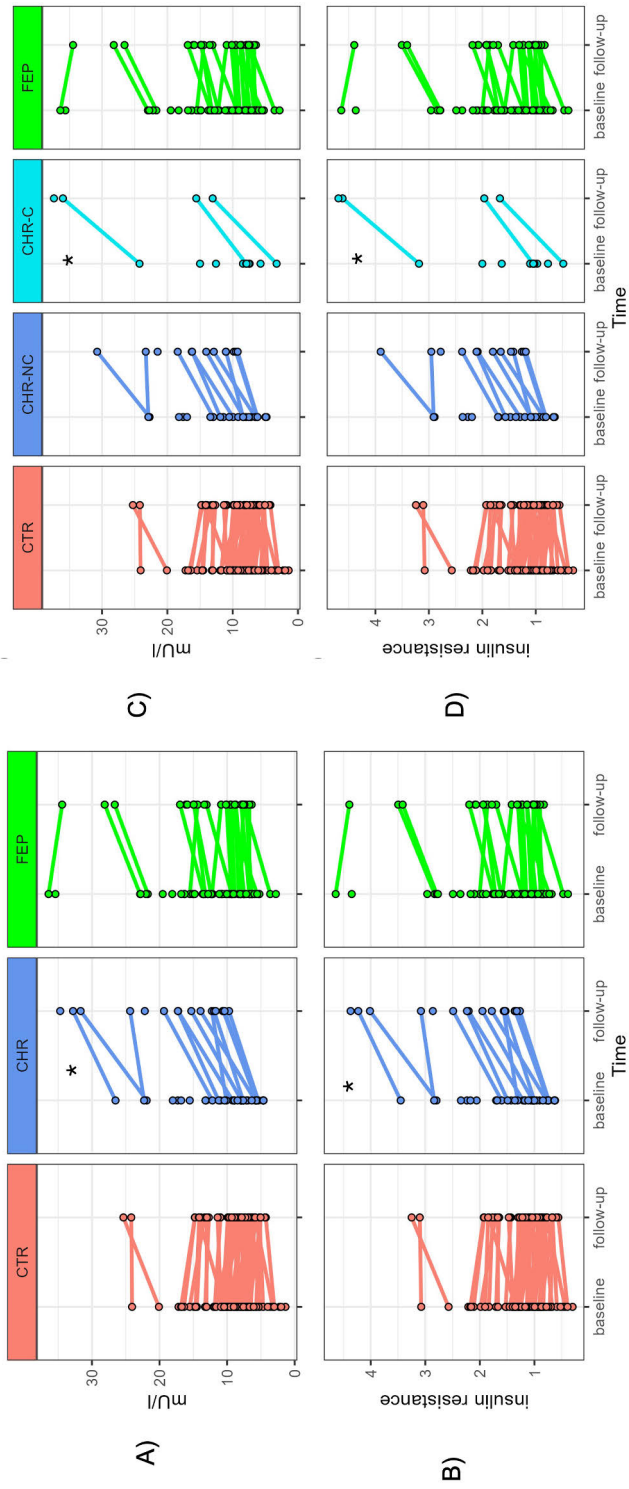 A)
CTR
CHR
FEP
mU/l
30
20
10
0
*
B)
insulin resistance
4
3
2
1
*
baseline follow-up
baseline follow-up
baseline follow-up
Time
C)
CTR
CHR-NC
CHR-C
FEP
mU/l
30
20
10
0
*
D)
insulin resistance
4
3
2
1
*
baseline follow-up
baseline follow-up
baseline follow-up
baseline follow-up
Time